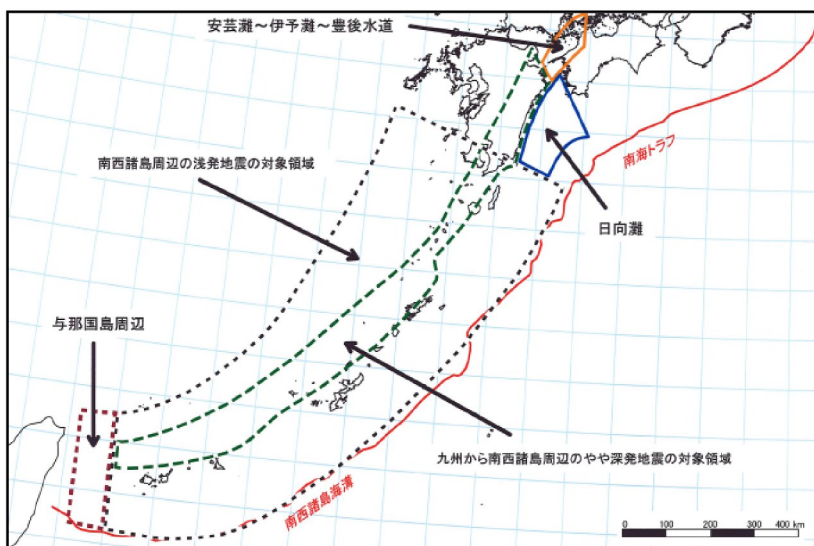 安芸灘～伊予灘～豊後水道
南西諸島周辺の浅発地震の対象領域
南海トラフ
日向灘
与那国島周辺
九州から南西諸島周辺のやや深発地震の対象領域
南西諸島海溝
0 100 200 300 400 km